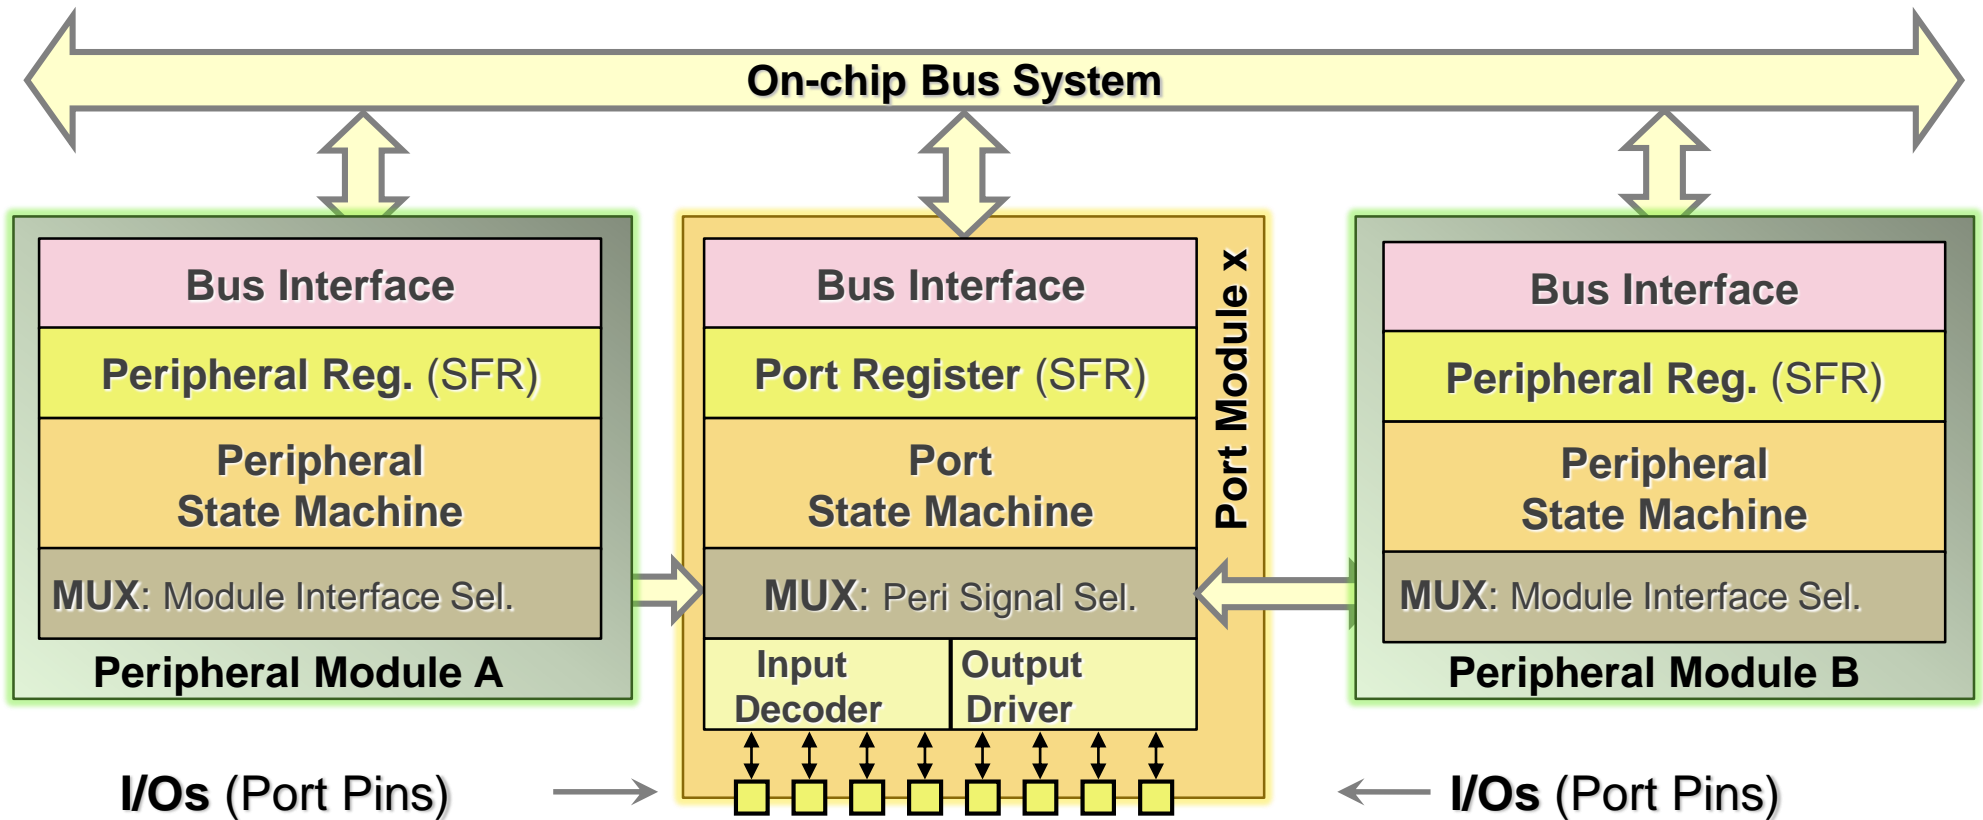 On-chip Bus System
Bus Interface
Peripheral Reg. (SFR)
Peripheral
State Machine
MUX: Module Interface Sel.
Peripheral Module A
Bus Interface
Port Register (SFR)
Port
State Machine
MUX: Peri Signal Sel.
Input
Decoder
Output
Driver
Port Module x
Bus Interface
Peripheral Reg. (SFR)
Peripheral
State Machine
MUX: Module Interface Sel.
Peripheral Module B
I/Os (Port Pins)
I/Os (Port Pins)